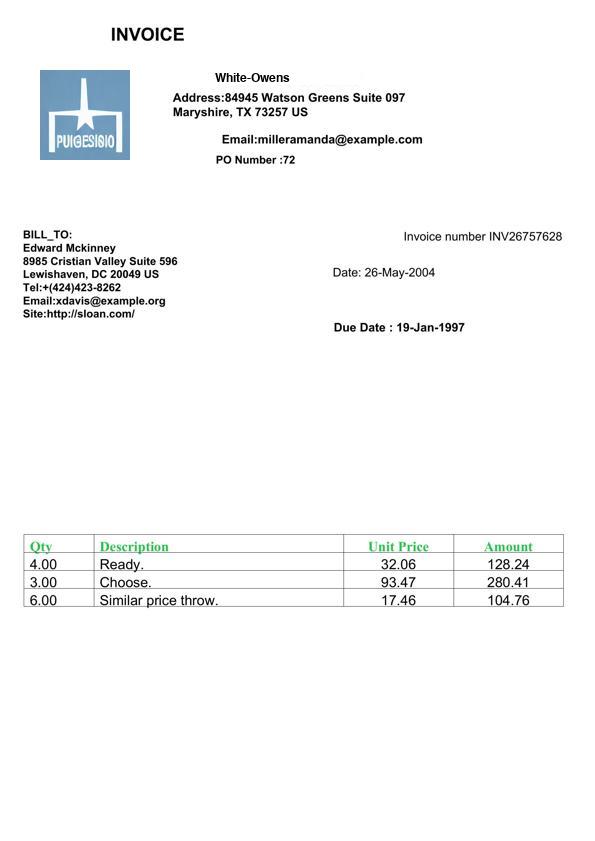 INVOICE
White-Owens
Address:84945 Watson Greens Suite 097
Maryshire, TX 73257 US
PUIGESISIO
Email:milleramanda@example.com
PO Number :72
BILL_TO:
Edward Mckinney
8985 Cristian Valley Suite 596
Lewishaven, DC 20049 US
Tel:+(424)423-8262
Email:xdavis@example.org
Site:http://sloan.com/
Invoice number INV26757628
Date: 26-May-2004
Due Date : 19-Jan-1997
Qty Description Unit Price Amount
4.00 Ready. 32.06 128.24
3.00 Choose. 93.47 280.41
6.00 Similar price throw. 17.46 104.76